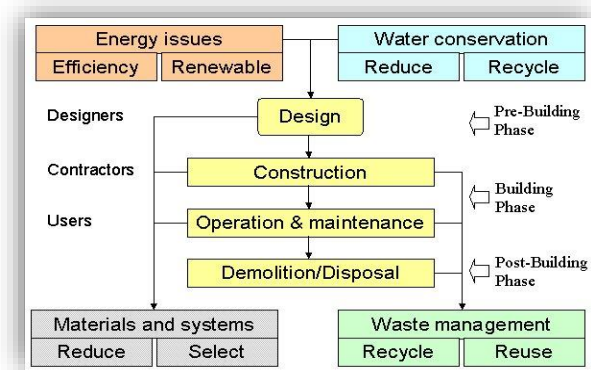 Energy issues
Efficiency
Renewable
Water conservation
Reduce
Recycle
Designers
Design
Pre-Building
Phase
Contractors
Construction
Building
Phase
Users
Operation & maintenance
Demolition/Disposal
Post-Building
Phase
Materials and systems
Reduce
Select
Waste management
Recycle
Reuse